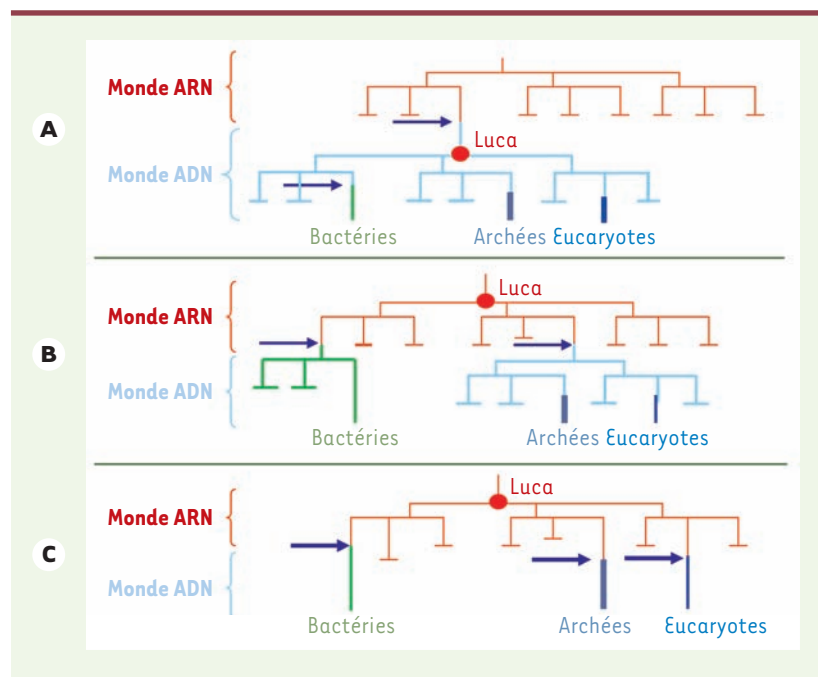 Monde ARN
A
Luca
Monde ADN
Bactéries Archées Eucaryotes
Luca
Monde ARN
B
Monde ADN
Bactéries Archées Eucaryotes
Luca
Monde ARN
C
Monde ADN
Bactéries Archées Eucaryotes